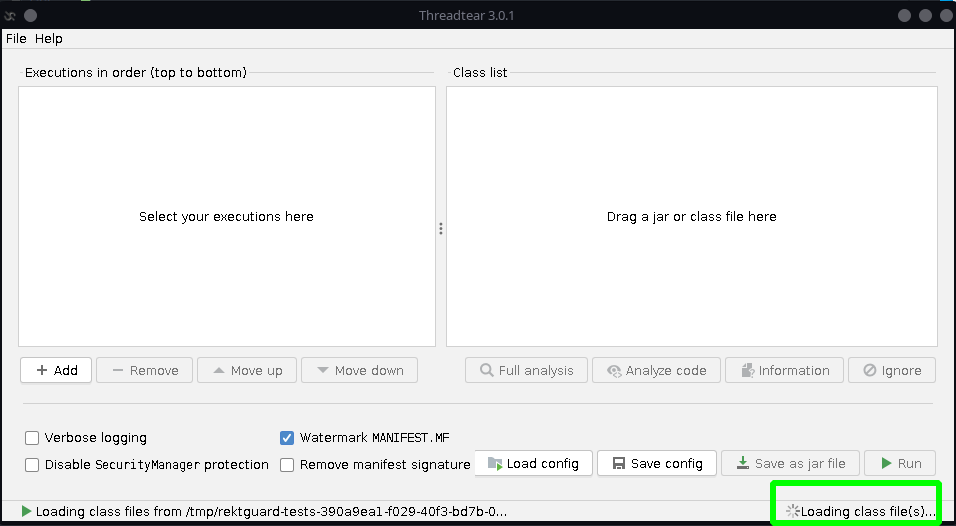 Threadtear 3.0.1
File Help
Executions in order (top to bottom)
Class list
Select your executions here
Drag a jar or class file here
Add
Remove
Move up
Move down
Full analysis
Analyze code
Information
Ignore
Verbose logging
Watermark MANIFEST.MF
Disable SecurityManager protection
Remove manifest signature
Load config
Save config
Save as jar file
Run
Loading class files from /tmp/rektguard-tests-390a9ea1-f029-40f3-bd7b-0...
Loading class file(s)...